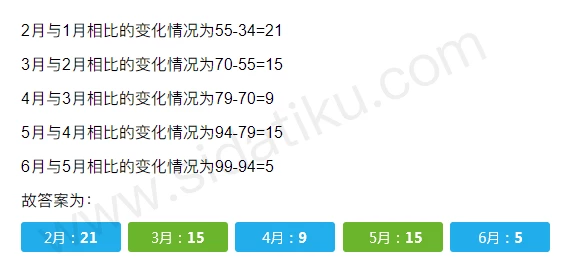 2月与1月相比的变化情况为55-34=21
3月与2月相比的变化情况为70-55=15
4月与3月相比的变化情况为79-70=9
5月与4月相比的变化情况为94-79=15
6月与5月相比的变化情况为99-94=5
故答案为：
2月：21 3月：15 4月：9 5月：15 6月：5
www.sidatiku.com